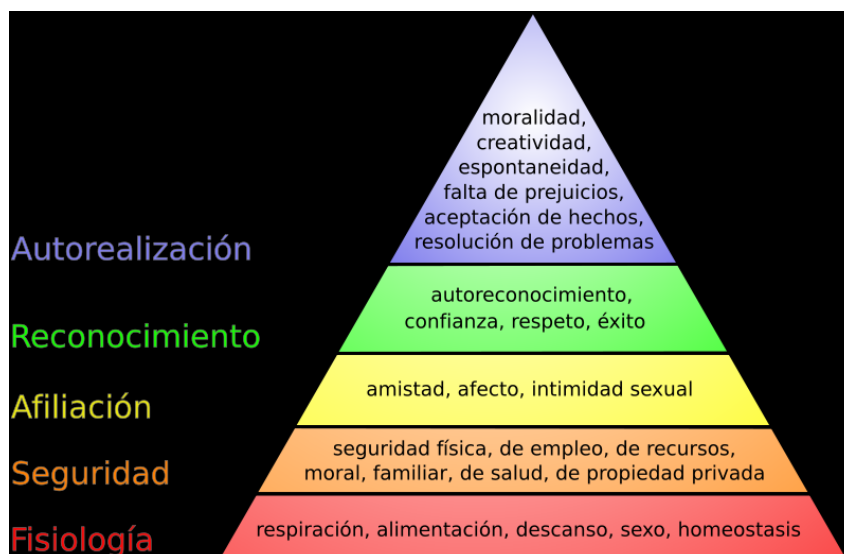 moralidad,
creatividad,
espontaneidad,
falta de prejuicios,
aceptación de hechos,
resolución de problemas
Autorealización
autoreconocimiento,
confianza, respeto, éxito
Reconocimiento
amistad, afecto, intimidad sexual
Afiliación
seguridad física, de empleo, de recursos,
moral, familiar, de salud, de propiedad privada
Seguridad
respiración, alimentación, descanso, sexo, homeostasis
Fisiología